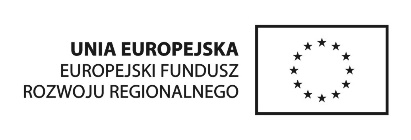 UNIA EUROPEJSKA
EUROPEJSKI FUNDUSZ
ROZWOJU REGIONALNEGO